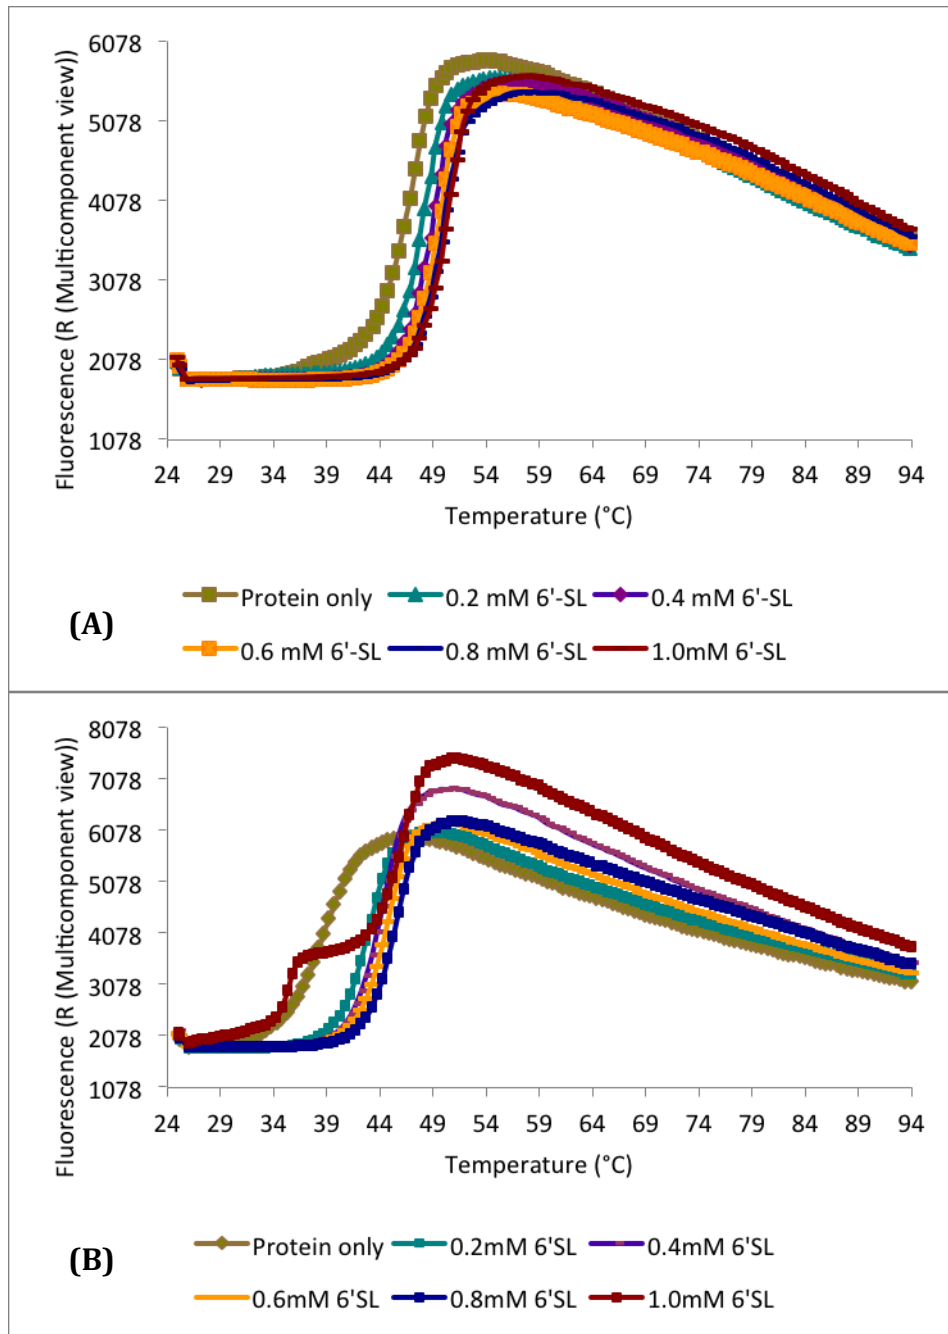 Fluorescence (R (Multicomponent view))
6078
5078
4078
3078
2078
1078
24 29 34 39 44 49 54 59 64 69 74 79 84 89 94
Temperature (°C)
Protein only 0.2 mM 6'-SL 0.4 mM 6'-SL
0.6 mM 6'-SL 0.8 mM 6'-SL 1.0mM 6'-SL
(A)
Fluorescence (R (Multicomponent view))
8078
7078
6078
5078
4078
3078
2078
1078
24 29 34 39 44 49 54 59 64 69 74 79 84 89 94
Temperature (°C)
Protein only 0.2mM 6'SL 0.4mM 6'SL
0.6mM 6'SL 0.8mM 6'SL 1.0mM 6'SL
(B)